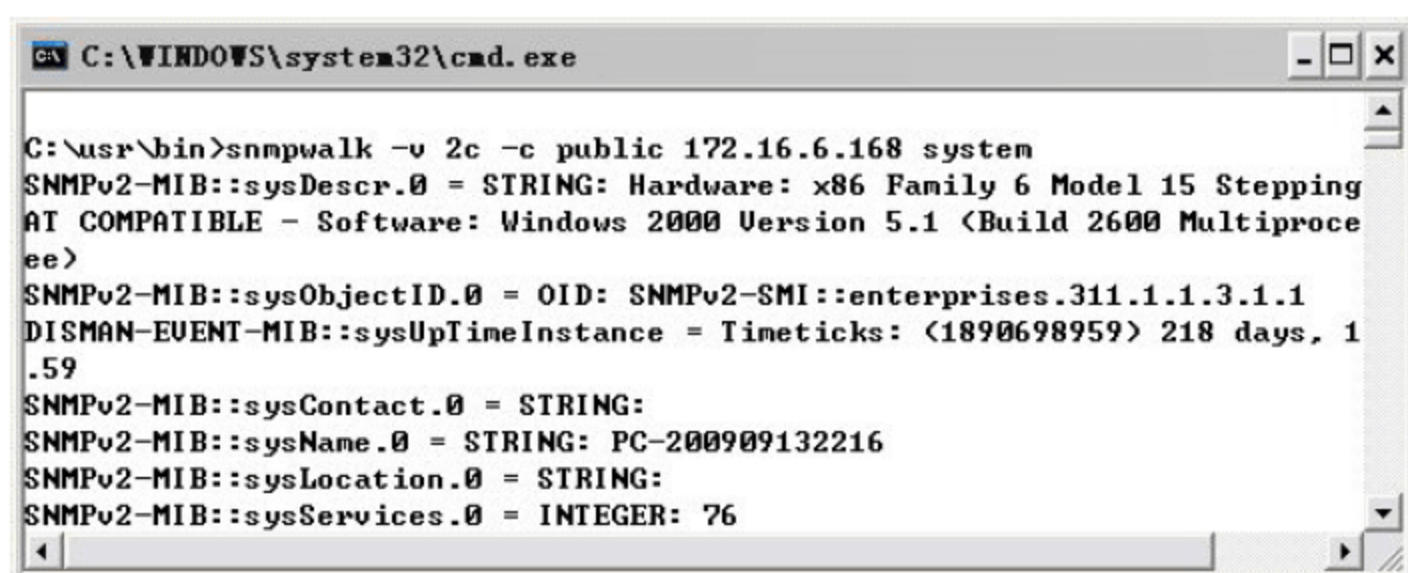 C:\WINDOWS\system32\cmd.exe
C:\usr\bin>snmpwalk -v 2c -c public 172.16.6.168 system
SNMPv2-MIB::sysDescr.0 = STRING: Hardware: x86 Family 6 Model 15 Stepping
AT COMPATIBLE - Software: Windows 2000 Version 5.1 (Build 2600 Multiproce
ee)
SNMPv2-MIB::sysObjectID.0 = OID: SNMPv2-SMI::enterprises.311.1.1.3.1.1
DISMAN-EVENT-MIB::sysUpTimeInstance = Timeticks: (1890698959) 218 days, 1
.59
SNMPv2-MIB::sysContact.0 = STRING:
SNMPv2-MIB::sysName.0 = STRING: PC-200909132216
SNMPv2-MIB::sysLocation.0 = STRING:
SNMPv2-MIB::sysServices.0 = INTEGER: 76